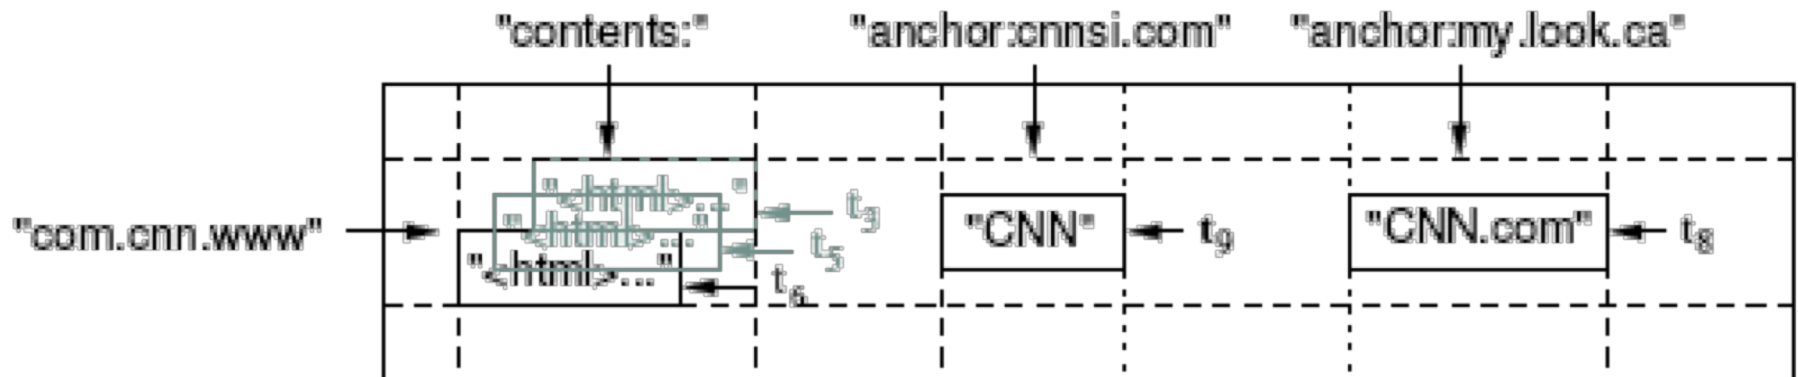 "contents:" "anchor:cnnsi.com" "anchor:my.look.ca"
"<html>..." t3
"com.cnn.www" "<html>..." t5 "CNN" t9 "CNN.com" t8
"<html>..." t6